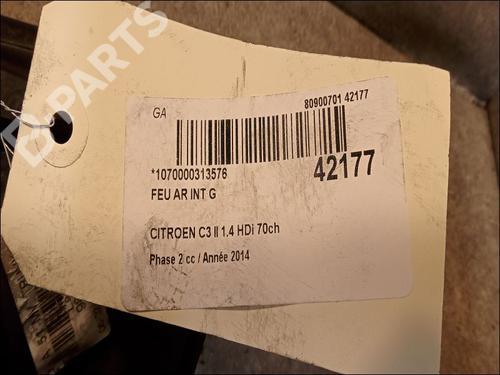 D PARTS
GA
80900701 42177
*1070000313576
42177
FEU AR INT G
CITROEN C3 II 1.4 HDi 70ch
Phase 2 cc / Année 2014